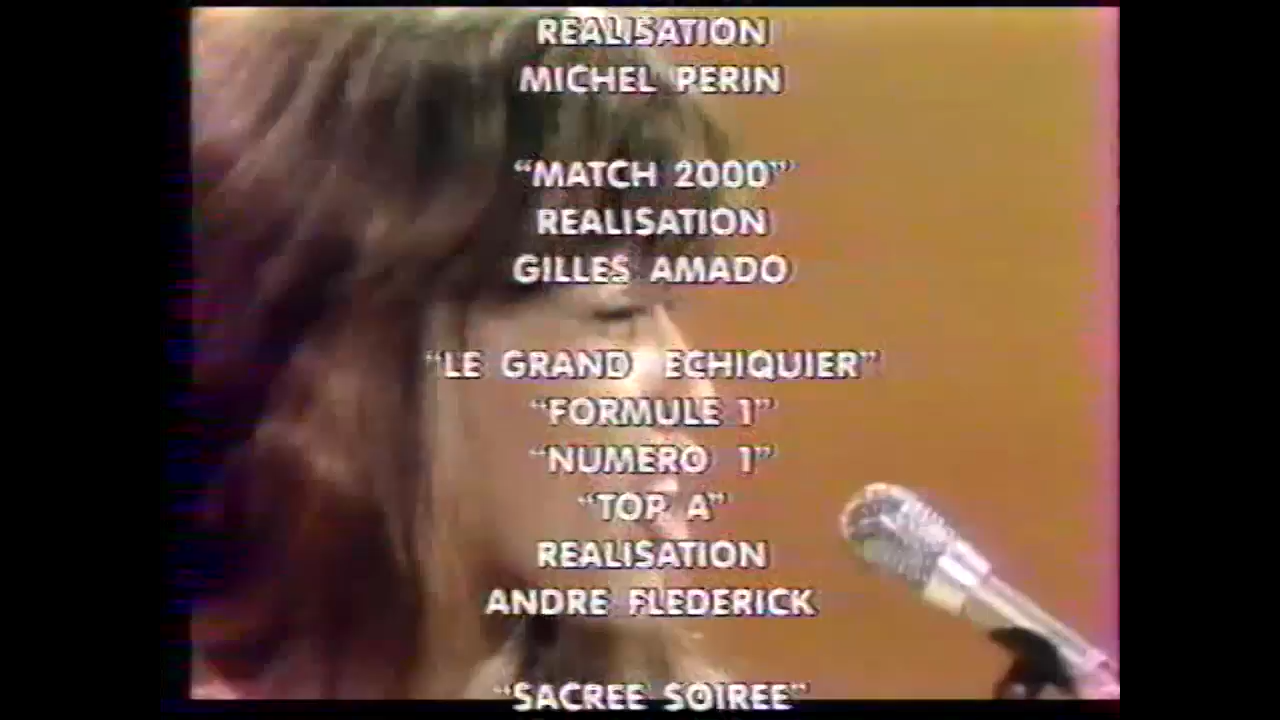 REALISATION
MICHEL PERIN
“MATCH 2000”
REALISATION
GILLES AMADO
“LE GRAND ECHIQUIER”
“FORMULE 1”
“NUMERO 1”
“TOP A”
REALISATION
ANDRE FLEDERICK
“SACREE SOIREE”